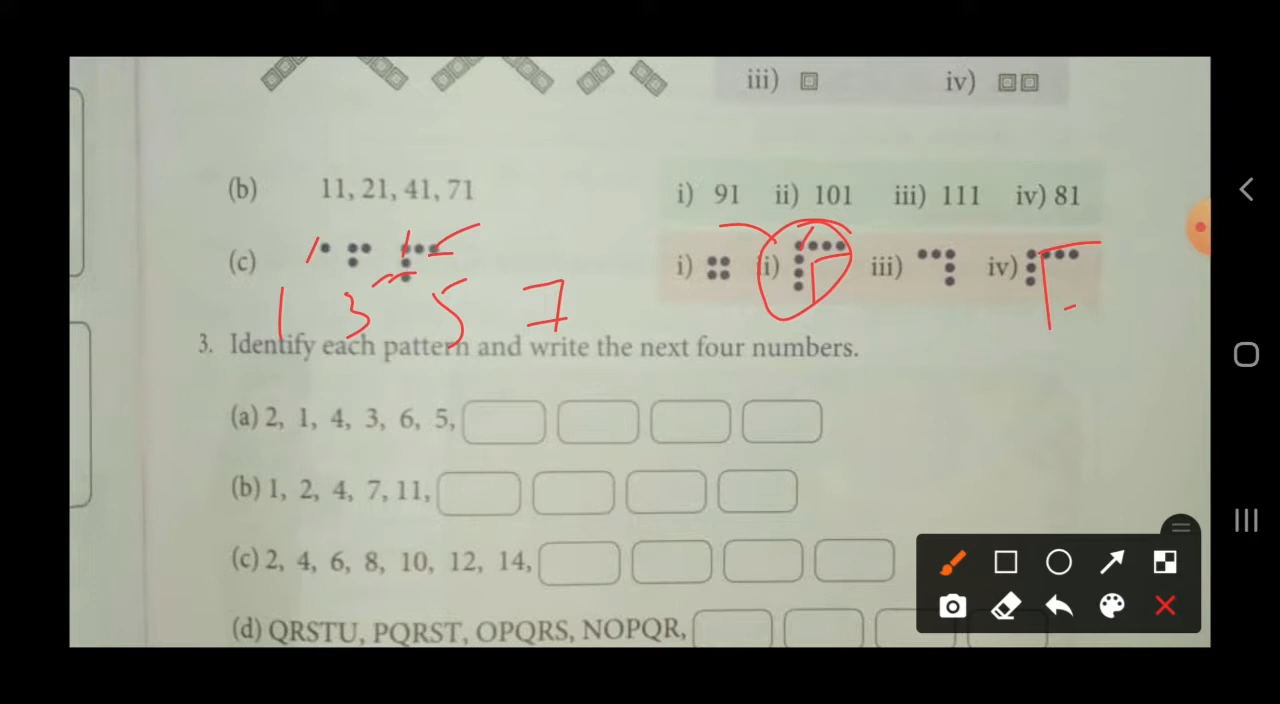 iii) iv)
(b) 11, 21, 41, 71 i) 91 ii) 101 iii) 111 iv) 81
(c) i) ii) iii) iv)
1 3 5 7
3. Identify each pattern and write the next four numbers.
(a) 2, 1, 4, 3, 6, 5,
(b) 1, 2, 4, 7, 11,
(c) 2, 4, 6, 8, 10, 12, 14,
(d) QRSTU, PQRST, OPQRS, NOPQR,